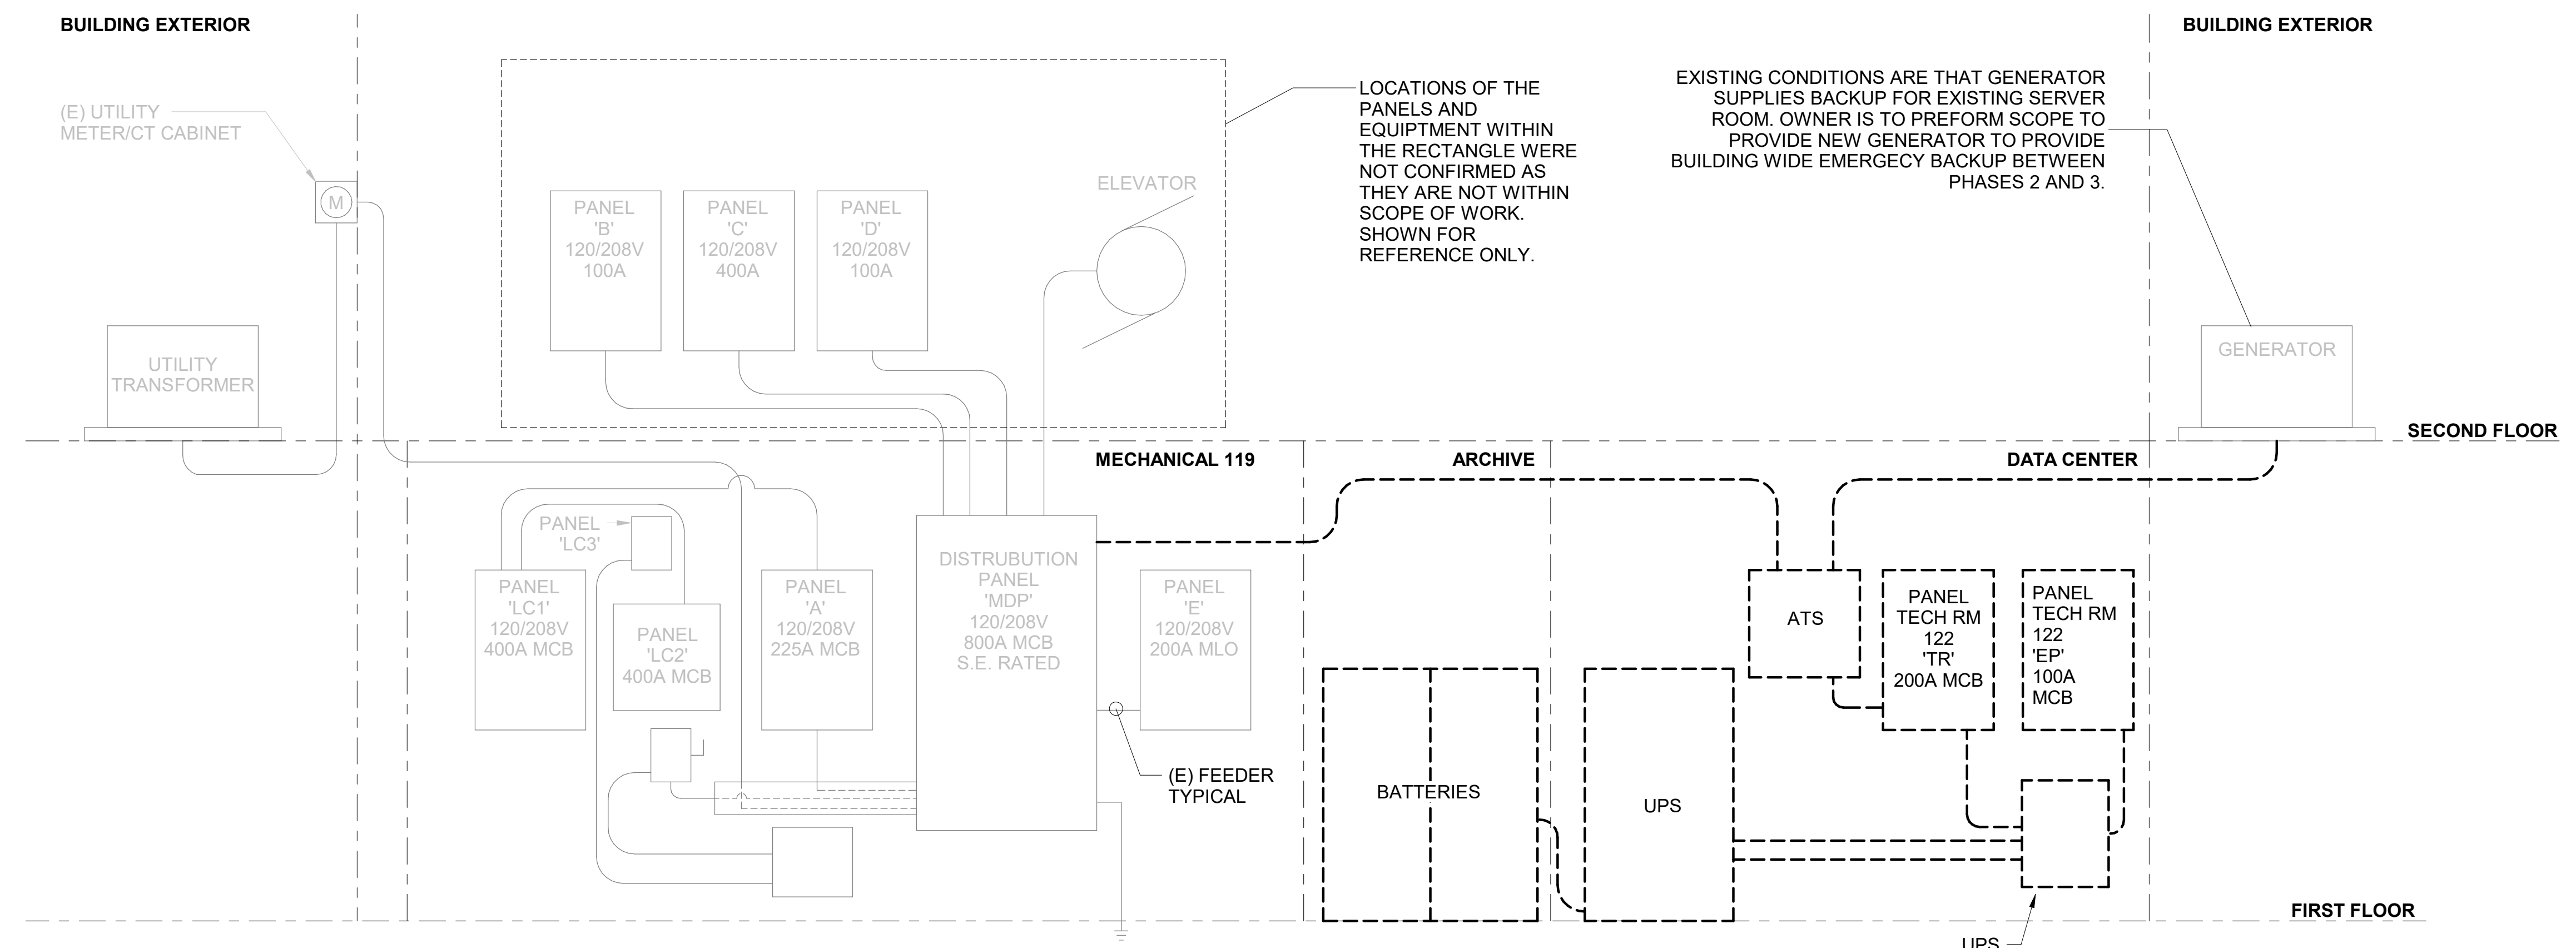 BUILDING EXTERIOR
BUILDING EXTERIOR
(E) UTILITY
METER/CT CABINET
M
UTILITY
TRANSFORMER
PANEL
'B'
120/208V
100A
PANEL
'C'
120/208V
400A
PANEL
'D'
120/208V
100A
ELEVATOR
LOCATIONS OF THE
PANELS AND
EQUIPTMENT WITHIN
THE RECTANGLE WERE
NOT CONFIRMED AS
THEY ARE NOT WITHIN
SCOPE OF WORK.
SHOWN FOR
REFERENCE ONLY.
EXISTING CONDITIONS ARE THAT GENERATOR
SUPPLIES BACKUP FOR EXISTING SERVER
ROOM. OWNER IS TO PREFORM SCOPE TO
PROVIDE NEW GENERATOR TO PROVIDE
BUILDING WIDE EMERGECY BACKUP BETWEEN
PHASES 2 AND 3.
GENERATOR
SECOND FLOOR
MECHANICAL 119
ARCHIVE
DATA CENTER
PANEL
'LC3'
PANEL
'LC1'
120/208V
400A MCB
PANEL
'LC2'
400A MCB
PANEL
'A'
120/208V
225A MCB
DISTRUBUTION
PANEL
'MDP'
120/208V
800A MCB
S.E. RATED
PANEL
'E'
120/208V
200A MLO
(E) FEEDER
TYPICAL
BATTERIES
UPS
ATS
PANEL
TECH RM
122
'TR'
200A MCB
PANEL
TECH RM
122
'EP'
100A
MCB
FIRST FLOOR
UPS